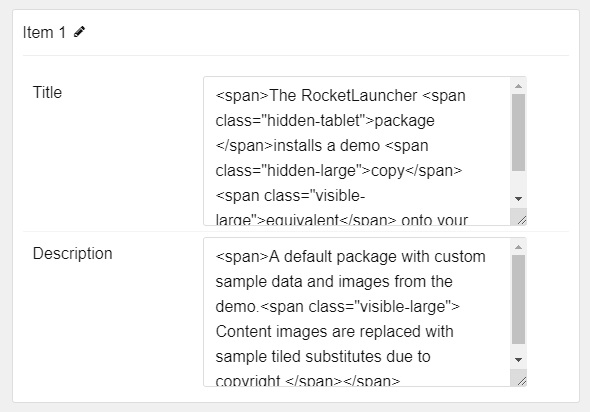 Item 1
Title
<span>The RocketLauncher <span
class="hidden-tablet">package
</span>installs a demo <span
class="hidden-large">copy</span>
<span class="visible-
large">equivalent</span> onto your
Description
<span>A default package with custom
sample data and images from the
demo.<span class="visible-large">
Content images are replaced with
sample tiled substitutes due to
copyright.</span></span>